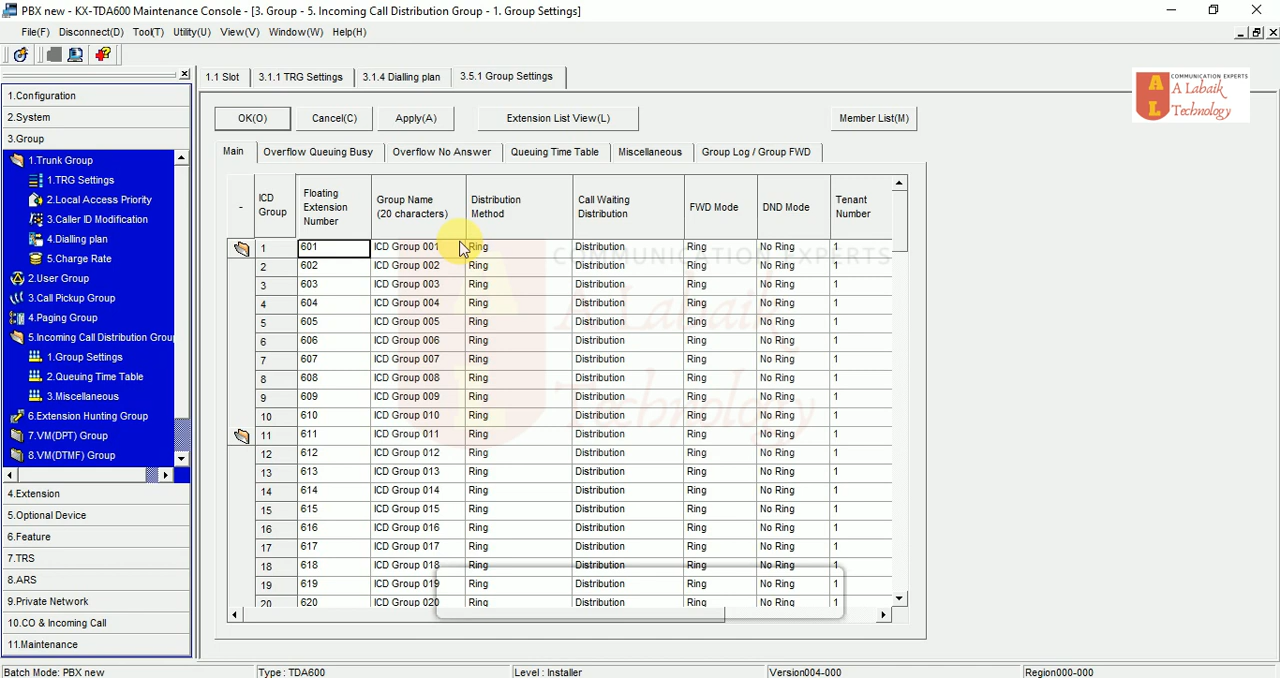 PBX new - KX-TDA600 Maintenance Console - [3. Group - 5. Incoming Call Distribution Group - 1. Group Settings]
File(F) Disconnect(D) Tool(T) Utility(U) View(V) Window(W) Help(H)
1.Configuration
2.System
3.Group
1.Trunk Group
1.TRG Settings
2.Local Access Priority
3.Caller ID Modification
4.Dialling plan
5.Charge Rate
2.User Group
3.Call Pickup Group
4.Paging Group
5.Incoming Call Distribution Group
1.Group Settings
2.Queuing Time Table
3.Miscellaneous
6.Extension Hunting Group
7.VM(DPT) Group
8.VM(DTMF) Group
4.Extension
5.Optional Device
6.Feature
7.TRS
8.ARS
9.Private Network
10.CO & Incoming Call
11.Maintenance
1.1 Slot 3.1.1 TRG Settings 3.1.4 Dialling plan 3.5.1 Group Settings
COMMUNICATION EXPERTS
A L
A Labaik
Technology
OK(O) Cancel(C) Apply(A) Extension List View(L) Member List(M)
Main Overflow Queuing Busy Overflow No Answer Queuing Time Table Miscellaneous Group Log / Group FWD
- ICD Group Floating Extension Number Group Name (20 characters) Distribution Method Call Waiting Distribution FWD Mode DND Mode Tenant Number
1 601 ICD Group 001 Ring Distribution Ring No Ring 1
2 602 ICD Group 002 Ring Distribution Ring No Ring 1
3 603 ICD Group 003 Ring Distribution Ring No Ring 1
4 604 ICD Group 004 Ring Distribution Ring No Ring 1
5 605 ICD Group 005 Ring Distribution Ring No Ring 1
6 606 ICD Group 006 Ring Distribution Ring No Ring 1
7 607 ICD Group 007 Ring Distribution Ring No Ring 1
8 608 ICD Group 008 Ring Distribution Ring No Ring 1
9 609 ICD Group 009 Ring Distribution Ring No Ring 1
10 610 ICD Group 010 Ring Distribution Ring No Ring 1
11 611 ICD Group 011 Ring Distribution Ring No Ring 1
12 612 ICD Group 012 Ring Distribution Ring No Ring 1
13 613 ICD Group 013 Ring Distribution Ring No Ring 1
14 614 ICD Group 014 Ring Distribution Ring No Ring 1
15 615 ICD Group 015 Ring Distribution Ring No Ring 1
16 616 ICD Group 016 Ring Distribution Ring No Ring 1
17 617 ICD Group 017 Ring Distribution Ring No Ring 1
18 618 ICD Group 018 Ring Distribution Ring No Ring 1
19 619 ICD Group 019 Ring Distribution Ring No Ring 1
20 620 ICD Group 020 Ring Distribution Ring No Ring 1
COMMUNICATION EXPERTS
A Labaik
Technology
Batch Mode: PBX new Type : TDA600 Level : Installer Version004-000 Region000-000